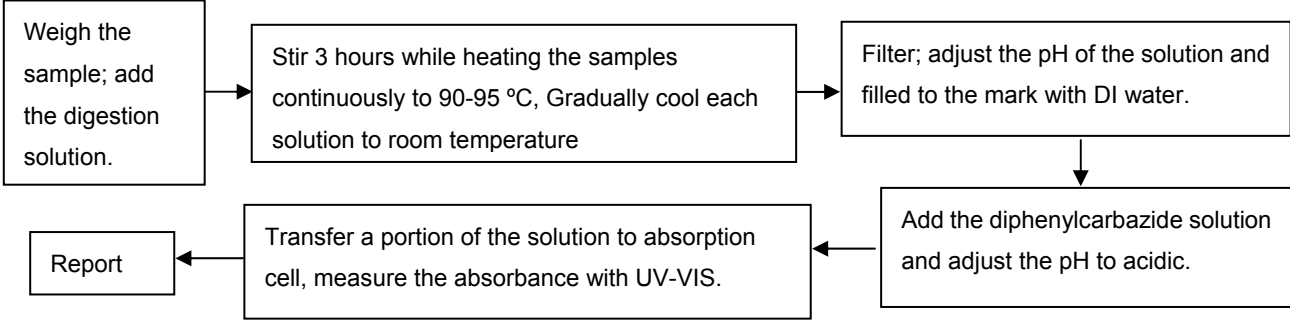 Weigh the
sample; add
the digestion
solution.
Stir 3 hours while heating the samples
continuously to 90-95 ºC, Gradually cool each
solution to room temperature
Filter; adjust the pH of the solution and
filled to the mark with DI water.
Add the diphenylcarbazide solution
and adjust the pH to acidic.
Transfer a portion of the solution to absorption
cell, measure the absorbance with UV-VIS.
Report